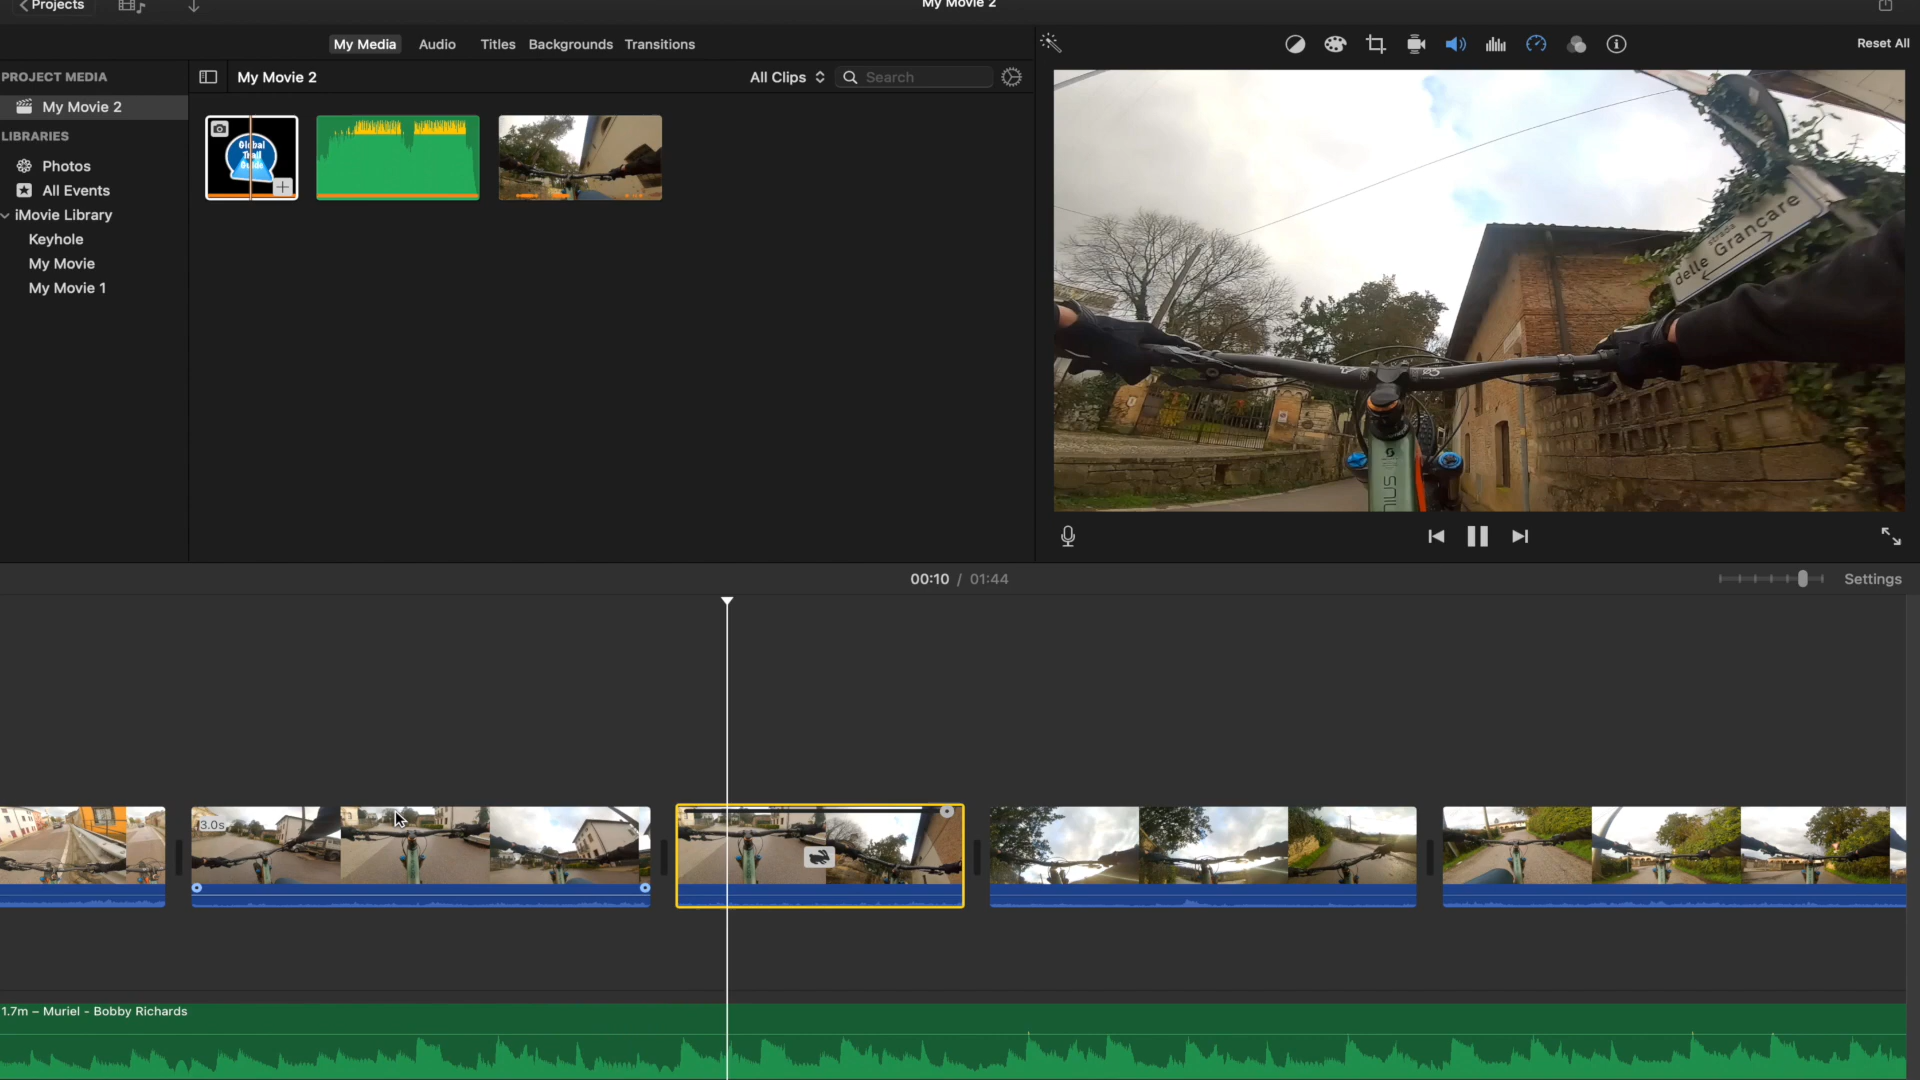 Projects
My Movie 2
My Media
Audio
Titles
Backgrounds
Transitions
Reset All
PROJECT MEDIA
My Movie 2
All Clips
Search
My Movie 2
LIBRARIES
Photos
All Events
iMovie Library
Keyhole
My Movie
My Movie 1
Global
Trail
Guide
strada
delle Grancare
00:10 / 01:44
Settings
3.0s
1.7m – Muriel - Bobby Richards